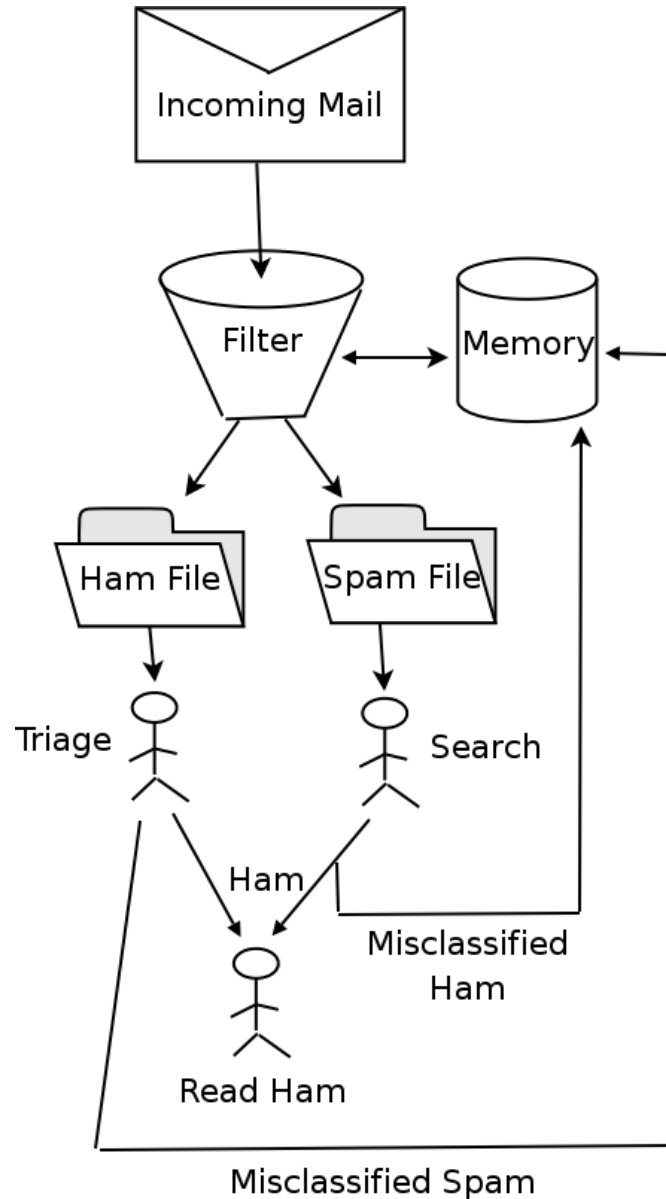 Incoming Mail
Filter
Memory
Ham File
Spam File
Triage
Search
Ham
Misclassified
Ham
Read Ham
Misclassified Spam